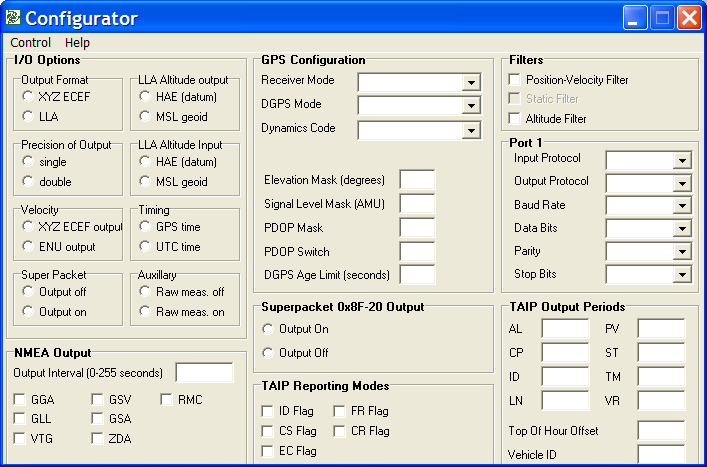 Configurator
Control Help
I/O Options
Output Format
XYZ ECEF
LLA
LLA Altitude output
HAE (datum)
MSL geoid
Precision of Output
single
double
LLA Altitude Input
HAE (datum)
MSL geoid
Velocity
XYZ ECEF output
ENU output
Timing
GPS time
UTC time
Super Packet
Output off
Output on
Auxillary
Raw meas. off
Raw meas. on
NMEA Output
Output Interval (0-255 seconds)
GGA GSV RMC
GLL GSA
VTG ZDA
GPS Configuration
Receiver Mode
DGPS Mode
Dynamics Code
Elevation Mask (degrees)
Signal Level Mask (AMU)
PDOP Mask
PDOP Switch
DGPS Age Limit (seconds)
Superpacket 0x8F-20 Output
Output On
Output Off
TAIP Reporting Modes
ID Flag FR Flag
CS Flag CR Flag
EC Flag
Filters
Position-Velocity Filter
Static Filter
Altitude Filter
Port 1
Input Protocol
Output Protocol
Baud Rate
Data Bits
Parity
Stop Bits
TAIP Output Periods
AL PV
CP ST
ID TM
LN VR
Top Of Hour Offset
Vehicle ID